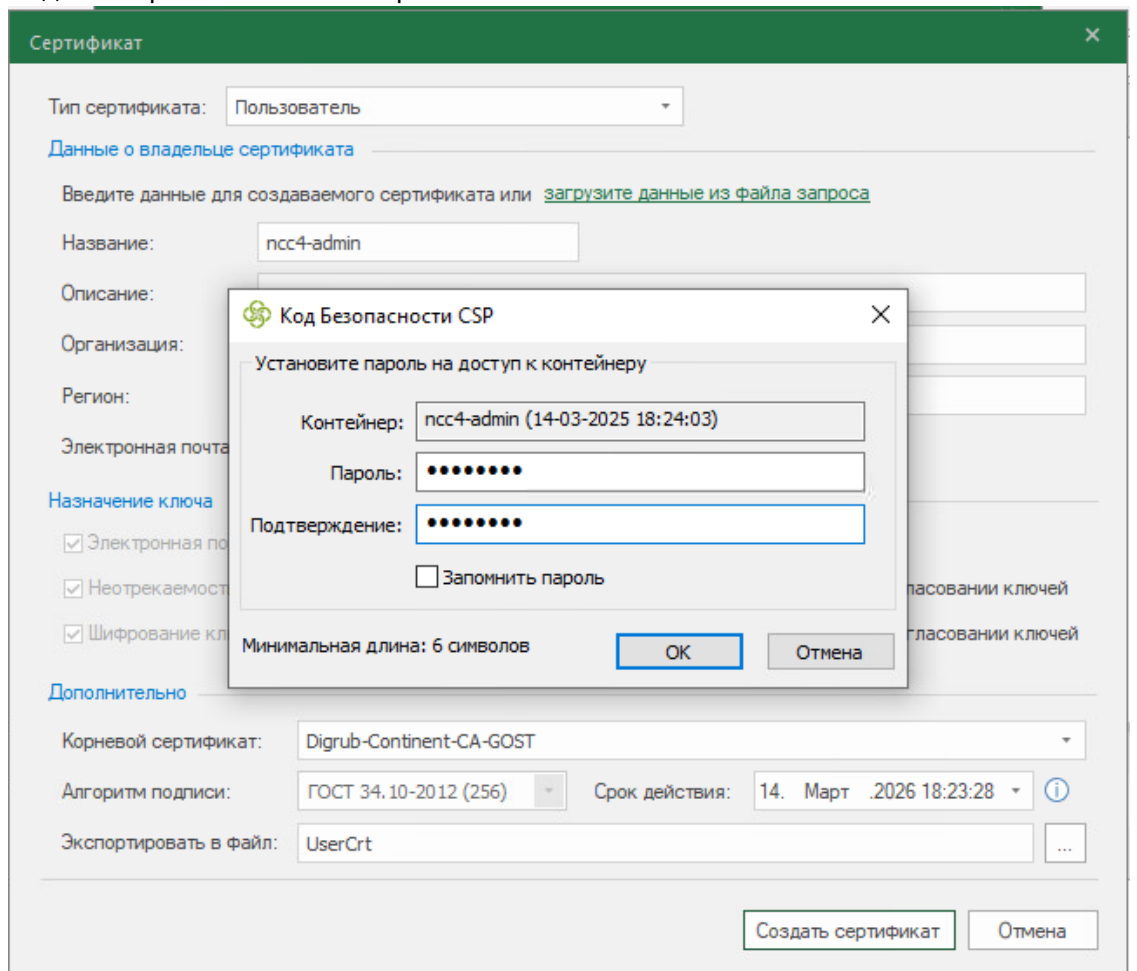 Сертификат
Тип сертификата: Пользователь
Данные о владельце сертификата
Введите данные для создаваемого сертификата или загрузите данные из файла запроса
Название: ncc4-admin
Описание:
Организация:
Регион:
Электронная почта
Код Безопасности CSP
Установите пароль на доступ к контейнеру
Контейнер: ncc4-admin (14-03-2025 18:24:03)
Пароль: ●●●●●●●●
Подтверждение: ●●●●●●●●
Запомнить пароль
Минимальная длина: 6 символов
OK Отмена
Назначение ключа
Электронная по
Неотрекаемост ласовании ключей
Шифрование кл гласовании ключей
Дополнительно
Корневой сертификат: Digrub-Continent-CA-GOST
Алгоритм подписи: ГОСТ 34.10-2012 (256) Срок действия: 14. Март .2026 18:23:28
Экспортировать в файл: UserCrt ...
Создать сертификат Отмена